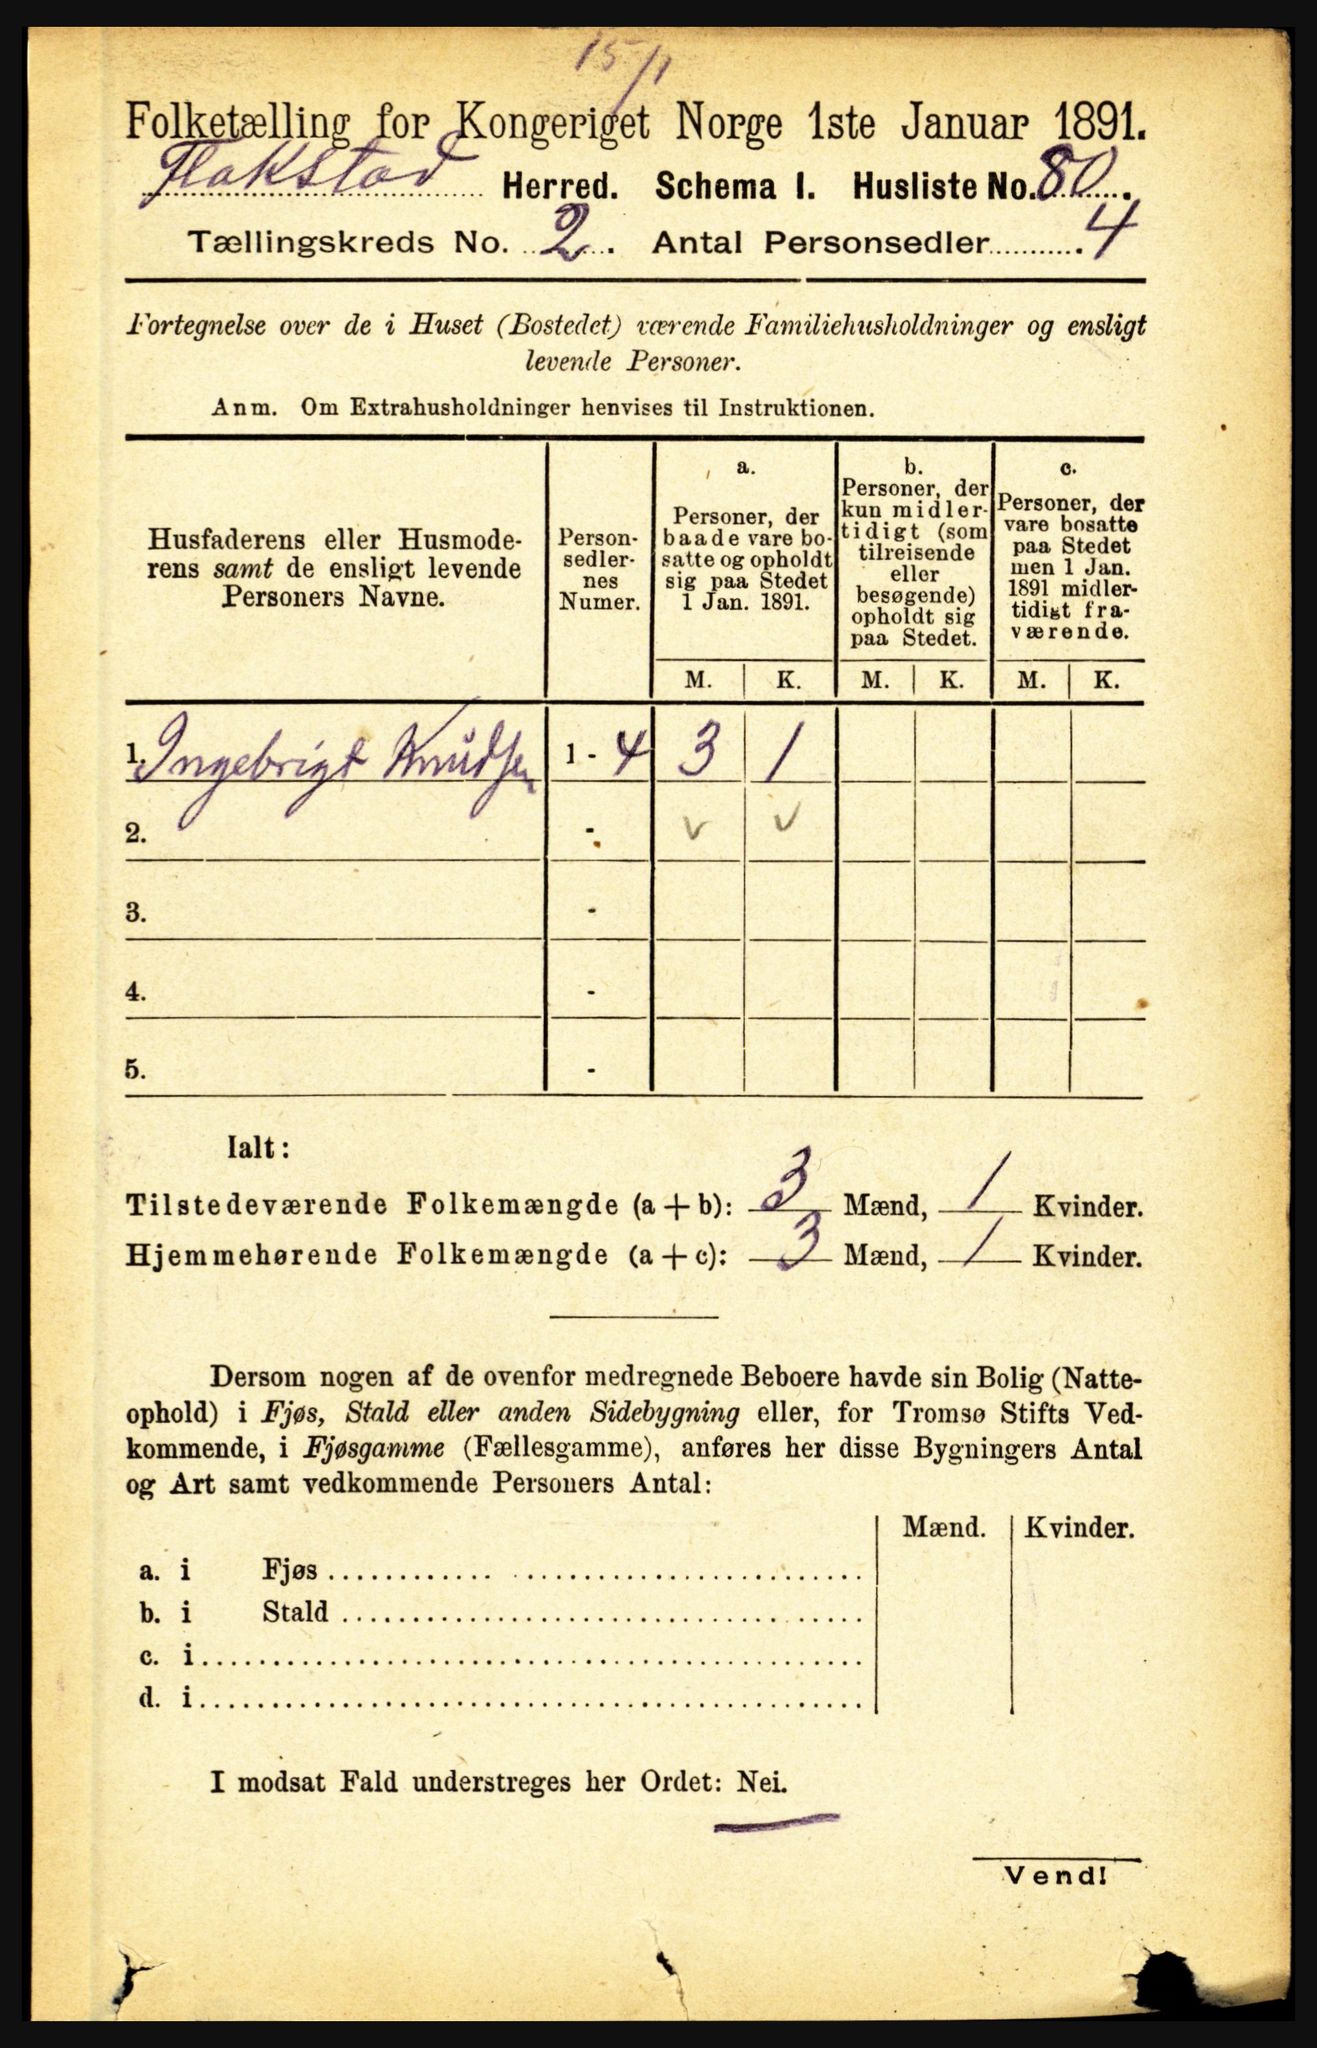 15/1
Folketælling for Kongeriget Norge 1ste Januar 1891.
Flakstad Herred. Schema I. Husliste No. 80.
Tællingskreds No. 2. Antal Personsedler 4
Fortegnelse over de i Huset (Bostedet) værende Familiehusholdninger og ensligt
levende Personer.
Anm. Om Extrahusholdninger henvises til Instruktionen.
Husfaderens eller Husmode-
rens samt de ensligt levende
Personers Navne.
Person-
sedler-
nes
Numer.
a.
Personer, der
baade vare bo-
satte og opholdt
sig paa Stedet
1 Jan. 1891.
b.
Personer, der
kun midler-
tidigt (som
tilreisende
eller
besøgende)
opholdt sig
paa Stedet.
c.
Personer, der
vare bosatte
paa Stedet
men 1 Jan.
1891 midler-
tidigt fra-
værende.
M. K. M. K. M. K.
1. Ingebrigt Knudsen 1 - 4 3 1
2. - v v
3. -
4. -
5. -
Ialt:
Tilstedeværende Folkemængde (a + b): 3 Mænd, 1 Kvinder.
Hjemmehørende Folkemængde (a + c): 3 Mænd, 1 Kvinder.
Dersom nogen af de ovenfor medregnede Beboere havde sin Bolig (Natte-
ophold) i Fjøs, Stald eller anden Sidebygning eller, for Tromsø Stifts Ved-
kommende, i Fjøsgamme (Fællesgamme), anføres her disse Bygningers Antal
og Art samt vedkommende Personers Antal:
Mænd. Kvinder.
a. i Fjøs
b. i Stald
c. i
d. i
I modsat Fald understreges her Ordet: Nei.
Vend!